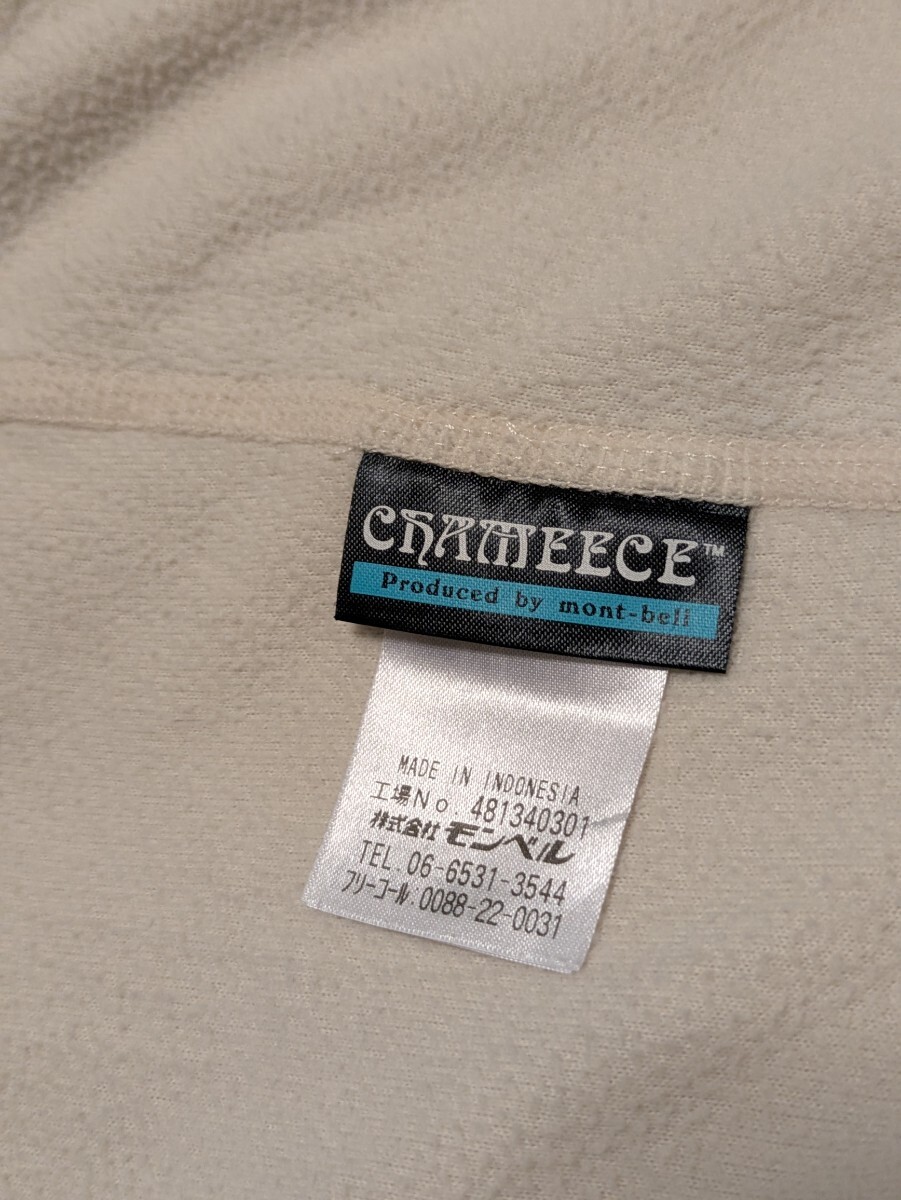 CHAMEECE™
Produced by mont-bell
MADE IN INDONESIA
工場No 481340301
株式会社 モンベル
TEL. 06-6531-3544
フリーコール. 0088-22-0031